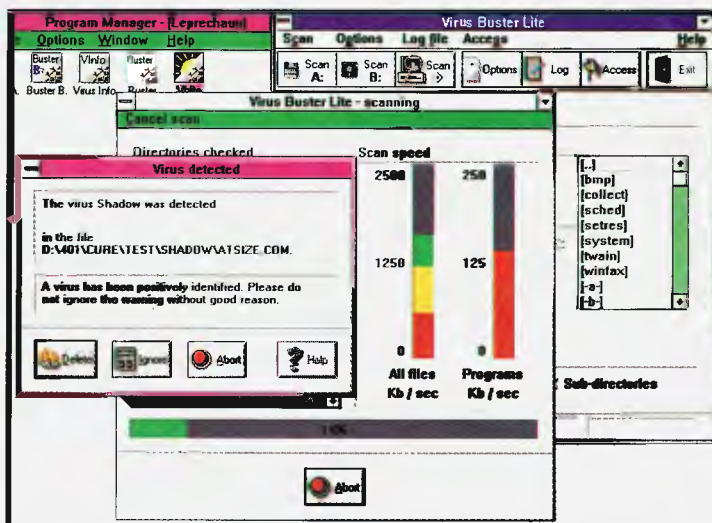 Program Manager - [Leprechaun]
Options Window Help
Buster B. Virus Info.
Virus Buster Lite
Scan Options Log file Access Help
Scan A:
Scan B:
Scan >
Options
Log
Access
Exit
Virus Buster Lite - scanning
Cancel scan
Directories checked
Scan speed
2500 250
1250 125
0 0
All files Programs
Kb / sec Kb / sec
Abort
Virus detected
The virus Shadow was detected
in the file
D:\401\CURE\TEST\SHADOW\ATSIZE.COM.
A virus has been positively identified. Please do
not ignore the warning without good reason.
Delete Ignore Abort Help
[..]
[bmp]
[collect]
[sched]
[setres]
[system]
[twain]
[winfax]
[-a-]
[-b-]
Sub-directories